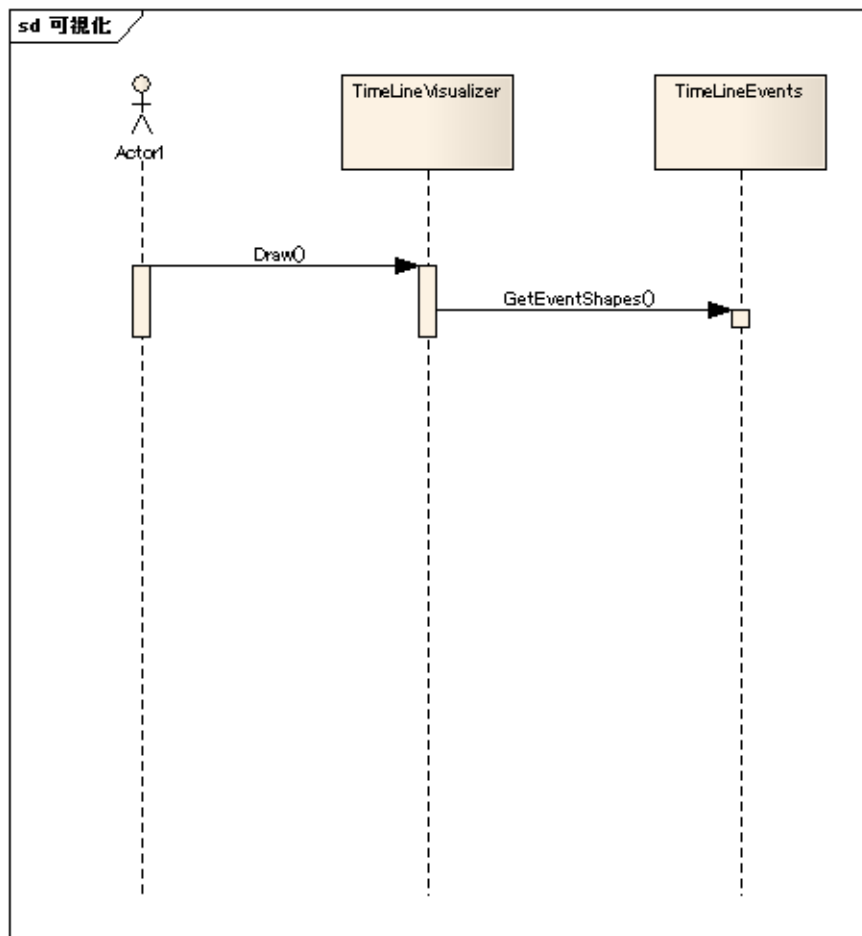 sd 可視化
Actor1
TimeLineVisualizer
TimeLineEvents
Draw()
GetEventShapes()